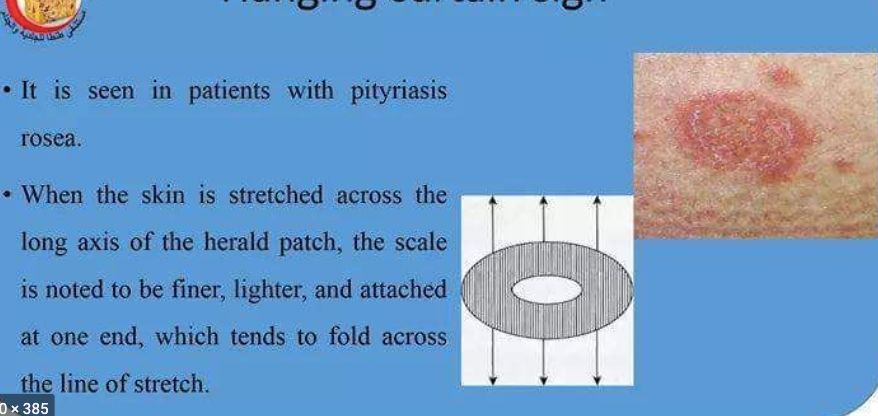 • It is seen in patients with pityriasis
rosea.
• When the skin is stretched across the
long axis of the herald patch, the scale
is noted to be finer, lighter, and attached
at one end, which tends to fold across
the line of stretch.
0 × 385